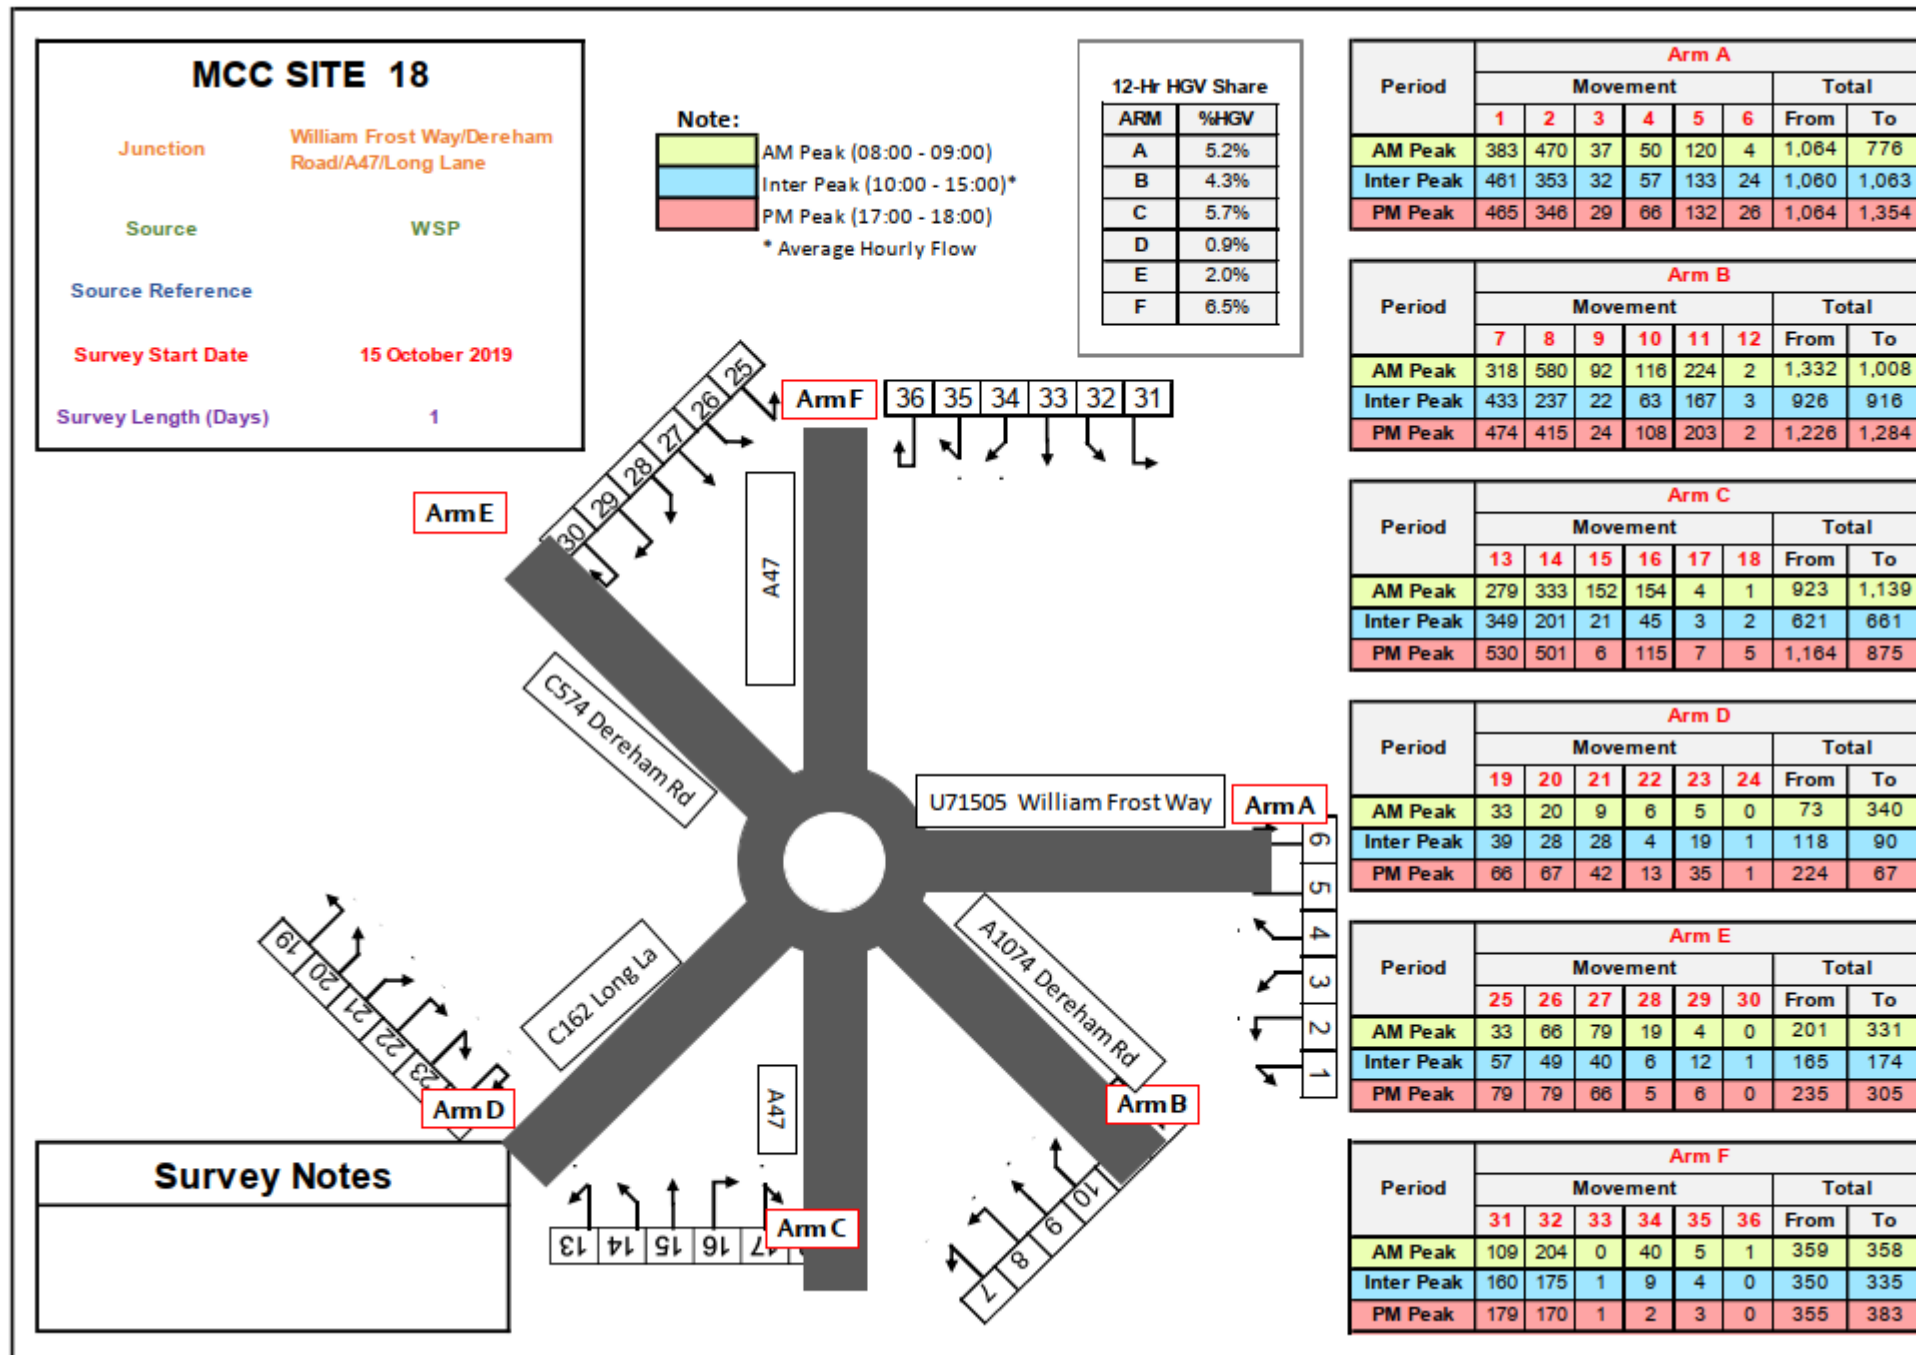 MCC SITE 18
Junction William Frost Way/Dereham Road/A47/Long Lane
Source WSP
Source Reference
Survey Start Date 15 October 2019
Survey Length (Days) 1
Note:
AM Peak (08:00 - 09:00)
Inter Peak (10:00 - 15:00)*
PM Peak (17:00 - 18:00)
* Average Hourly Flow
12-Hr HGV Share
ARM %HGV
A 5.2%
B 4.3%
C 5.7%
D 0.9%
E 2.0%
F 6.5%
Arm F
36 35 34 33 32 31
25
26
27
28
29
30
Arm E
A47
C574 Dereham Rd
U71505 William Frost Way
Arm A
6
5
4
3
2
1
A1074 Dereham Rd
Arm B
10
9
8
7
C162 Long La
19
20
21
22
23
Arm D
A47
Arm C
13 14 15 16 17
Survey Notes
Period Arm A
Movement Total
1 2 3 4 5 6 From To
AM Peak 383 470 37 50 120 4 1,064 776
Inter Peak 461 353 32 57 133 24 1,060 1,063
PM Peak 465 346 29 66 132 26 1,064 1,354
Period Arm B
Movement Total
7 8 9 10 11 12 From To
AM Peak 318 580 92 116 224 2 1,332 1,008
Inter Peak 433 237 22 63 167 3 926 916
PM Peak 474 415 24 108 203 2 1,226 1,284
Period Arm C
Movement Total
13 14 15 16 17 18 From To
AM Peak 279 333 152 154 4 1 923 1,139
Inter Peak 349 201 21 45 3 2 621 661
PM Peak 530 501 6 115 7 5 1,164 875
Period Arm D
Movement Total
19 20 21 22 23 24 From To
AM Peak 33 20 9 6 5 0 73 340
Inter Peak 39 28 28 4 19 1 118 90
PM Peak 66 67 42 13 35 1 224 67
Period Arm E
Movement Total
25 26 27 28 29 30 From To
AM Peak 33 66 79 19 4 0 201 331
Inter Peak 57 49 40 6 12 1 165 174
PM Peak 79 79 66 5 6 0 235 305
Period Arm F
Movement Total
31 32 33 34 35 36 From To
AM Peak 109 204 0 40 5 1 359 358
Inter Peak 160 175 1 9 4 0 350 335
PM Peak 179 170 1 2 3 0 355 383